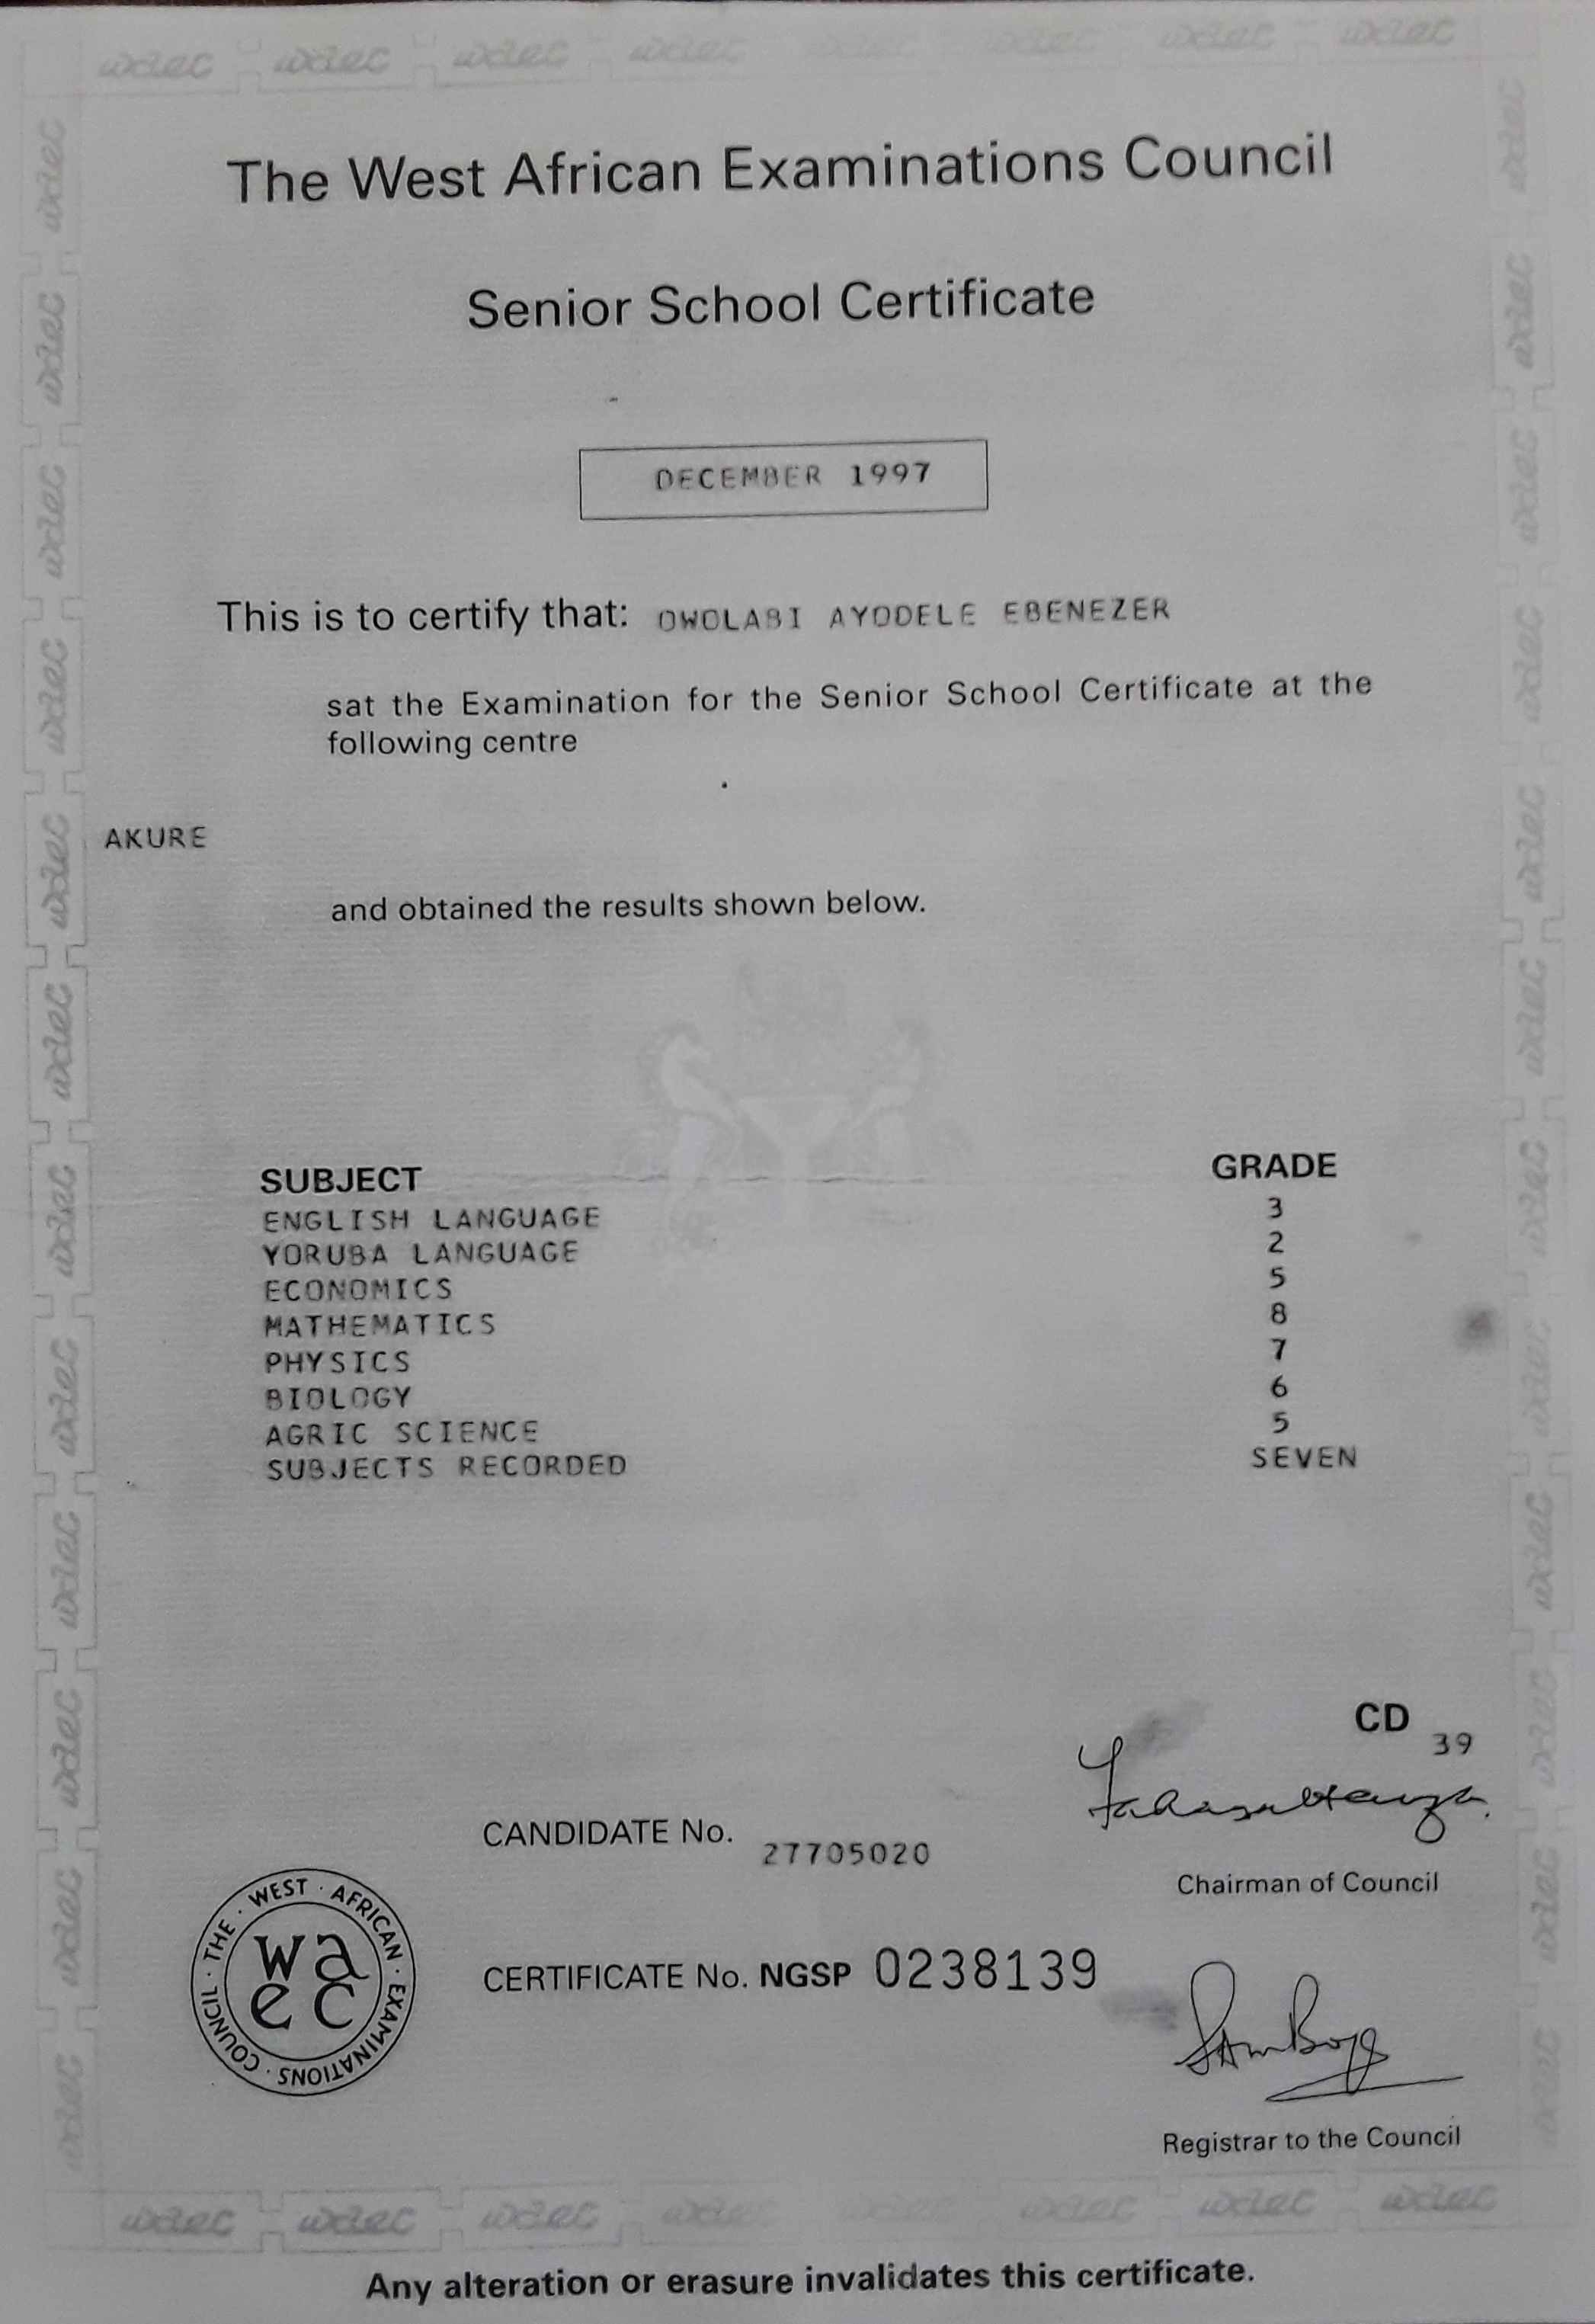 The West African Examinations Council
Senior School Certificate
DECEMBER 1997
This is to certify that: OWOLABI AYODELE EBENEZER
sat the Examination for the Senior School Certificate at the
following centre
AKURE
and obtained the results shown below.
SUBJECT GRADE
ENGLISH LANGUAGE 3
YORUBA LANGUAGE 2
ECONOMICS 5
MATHEMATICS 8
PHYSICS 7
BIOLOGY 6
AGRIC SCIENCE 5
SUBJECTS RECORDED SEVEN
CD
39
CANDIDATE No. 27705020
Chairman of Council
THE · WEST · AFRICAN · EXAMINATIONS · COUNCIL
wa
ec
CERTIFICATE No. NGSP 0238139
Registrar to the Council
Any alteration or erasure invalidates this certificate.